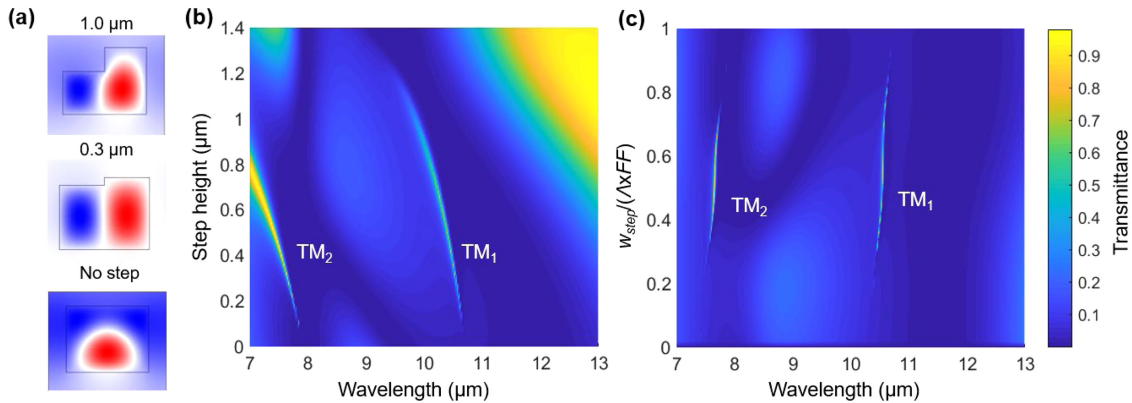 (a)
1.0 µm
0.3 µm
No step
(b)
Step height (µm)
1.4
1.2
1
0.8
0.6
0.4
0.2
0
TM₂
TM₁
7 8 9 10 11 12 13
Wavelength (µm)
(c)
w_step/(ΛxFF)
1
0.8
0.6
0.4
0.2
0
TM₂
TM₁
7 8 9 10 11 12 13
Wavelength (µm)
0.9
0.8
0.7
0.6
0.5
0.4
0.3
0.2
0.1
Transmittance